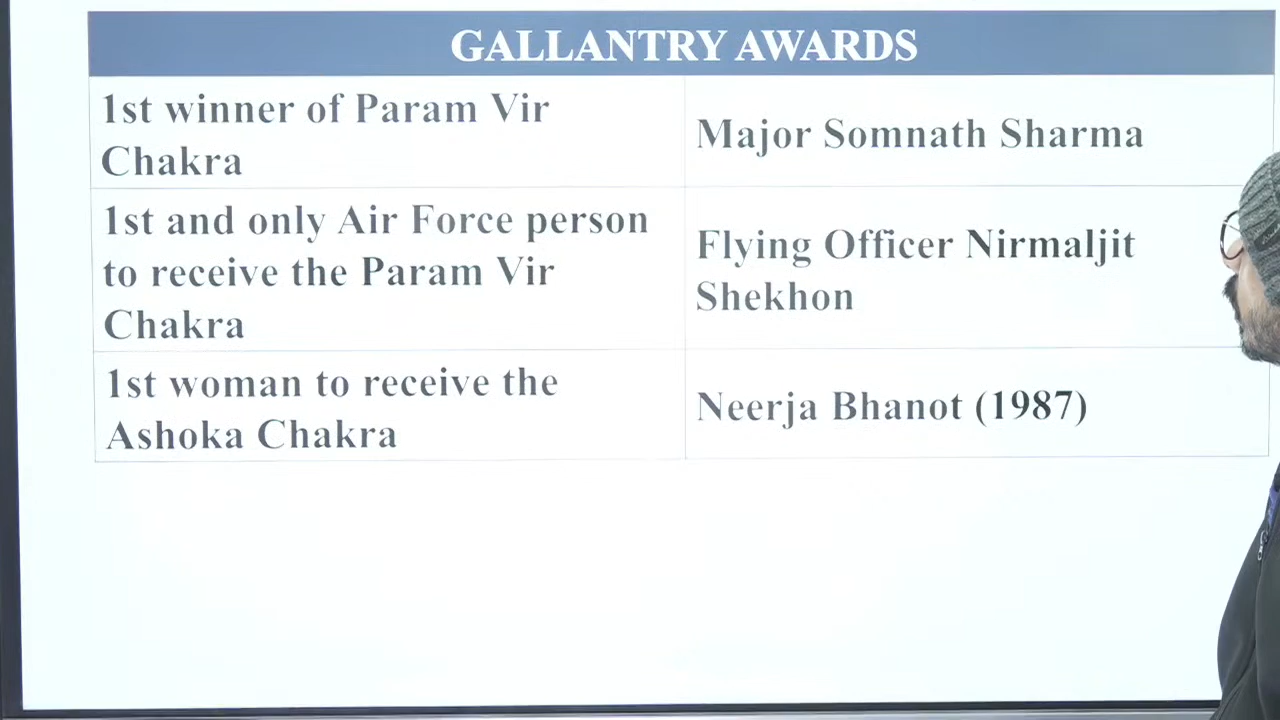 GALLANTRY AWARDS
1st winner of Param Vir
Chakra
Major Somnath Sharma
1st and only Air Force person
to receive the Param Vir
Chakra
Flying Officer Nirmaljit
Shekhon
1st woman to receive the
Ashoka Chakra
Neerja Bhanot (1987)